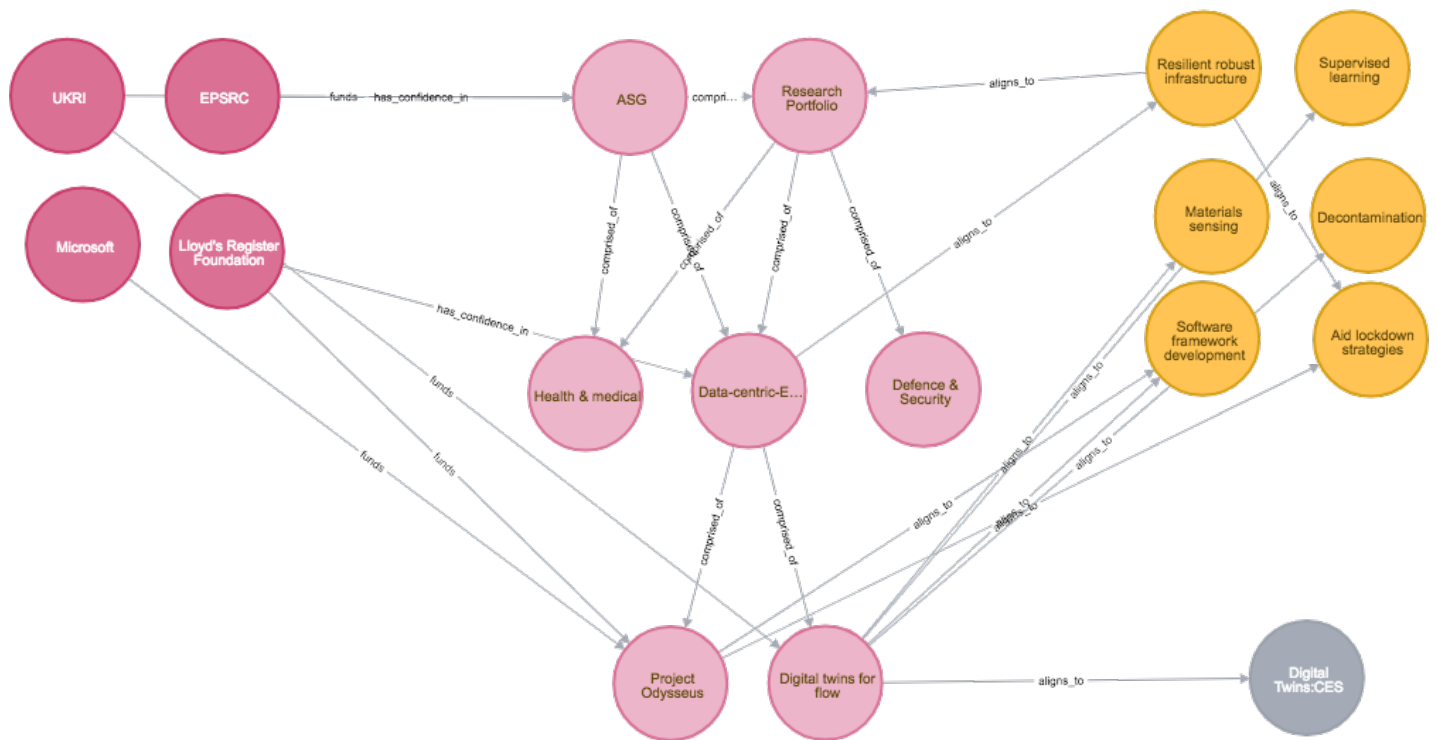 UKRI
EPSRC
funds
has_confidence_in
ASG
compri...
Research
Portfolio
aligns_to
Resilient robust
infrastructure
Supervised
learning
Microsoft
Lloyd's Register
Foundation
comprised_of
comprised_of
comprised_of
comprised_of
comprised_of
aligns_to
aligns_to
Materials
sensing
Decontamination
has_confidence_in
Health & medical
Data-centric-E...
Defence &
Security
Software
framework
development
Aid lockdown
strategies
funds
funds
funds
aligns_to
aligns_to
aligns_to
comprised_of
comprised_of
aligns_to
aligns_to
aligns_to
Project
Odysseus
Digital twins for
flow
aligns_to
Digital
Twins:CES